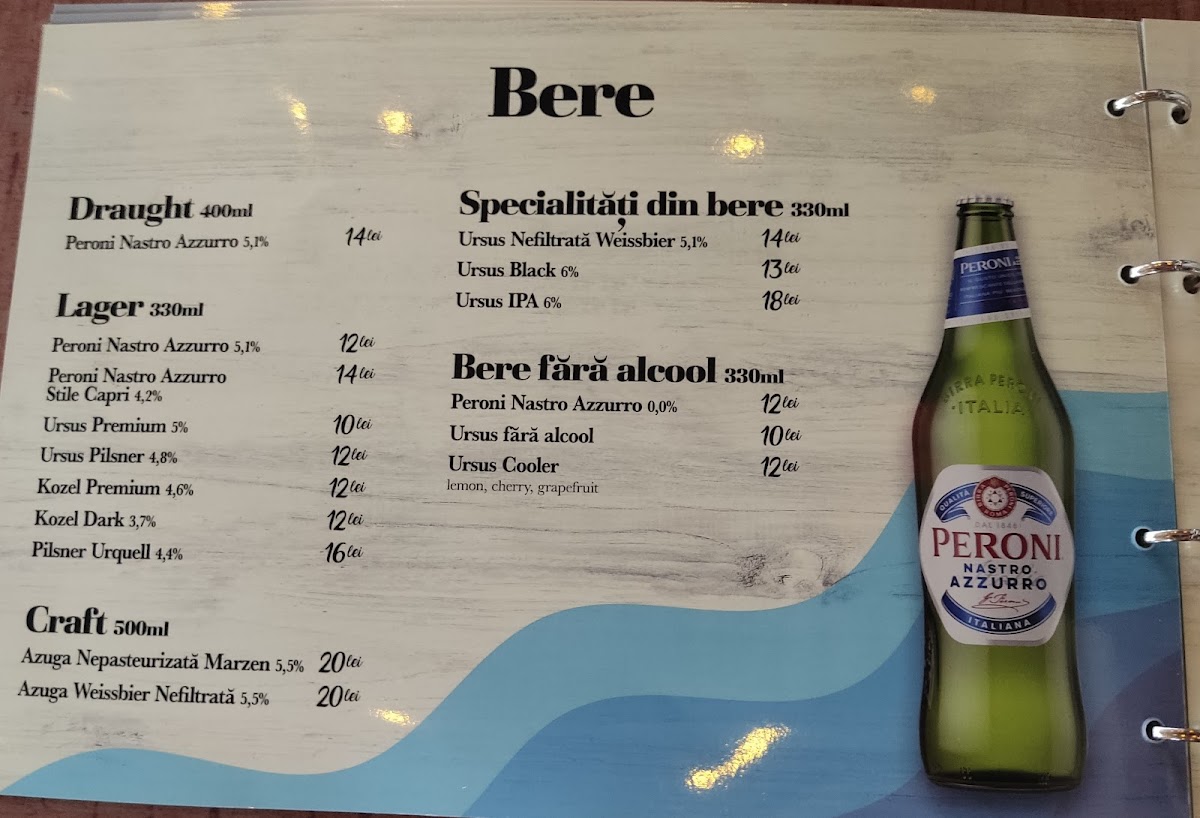 Bere
Draught 400ml
Peroni Nastro Azzurro 5,1% 14lei
Lager 330ml
Peroni Nastro Azzurro 5,1% 12lei
Peroni Nastro Azzurro
Stile Capri 4,2% 14lei
Ursus Premium 5% 10lei
Ursus Pilsner 4,8% 12lei
Kozel Premium 4,6% 12lei
Kozel Dark 3,7% 12lei
Pilsner Urquell 4,4% 16lei
Craft 500ml
Azuga Nepasteurizată Marzen 5,5% 20lei
Azuga Weissbier Nefiltrată 5,5% 20lei
Specialități din bere 330ml
Ursus Nefiltrată Weissbier 5,1% 14lei
Ursus Black 6% 13lei
Ursus IPA 6% 18lei
Bere fără alcool 330ml
Peroni Nastro Azzurro 0,0% 12lei
Ursus fără alcool 10lei
Ursus Cooler 12lei
lemon, cherry, grapefruit
PERONI
BIRRA PERONI
ITALIA
QUALITÀ SUPERIORE
ROMA
DAL 1846
PERONI
NASTRO
AZZURRO
ITALIANA